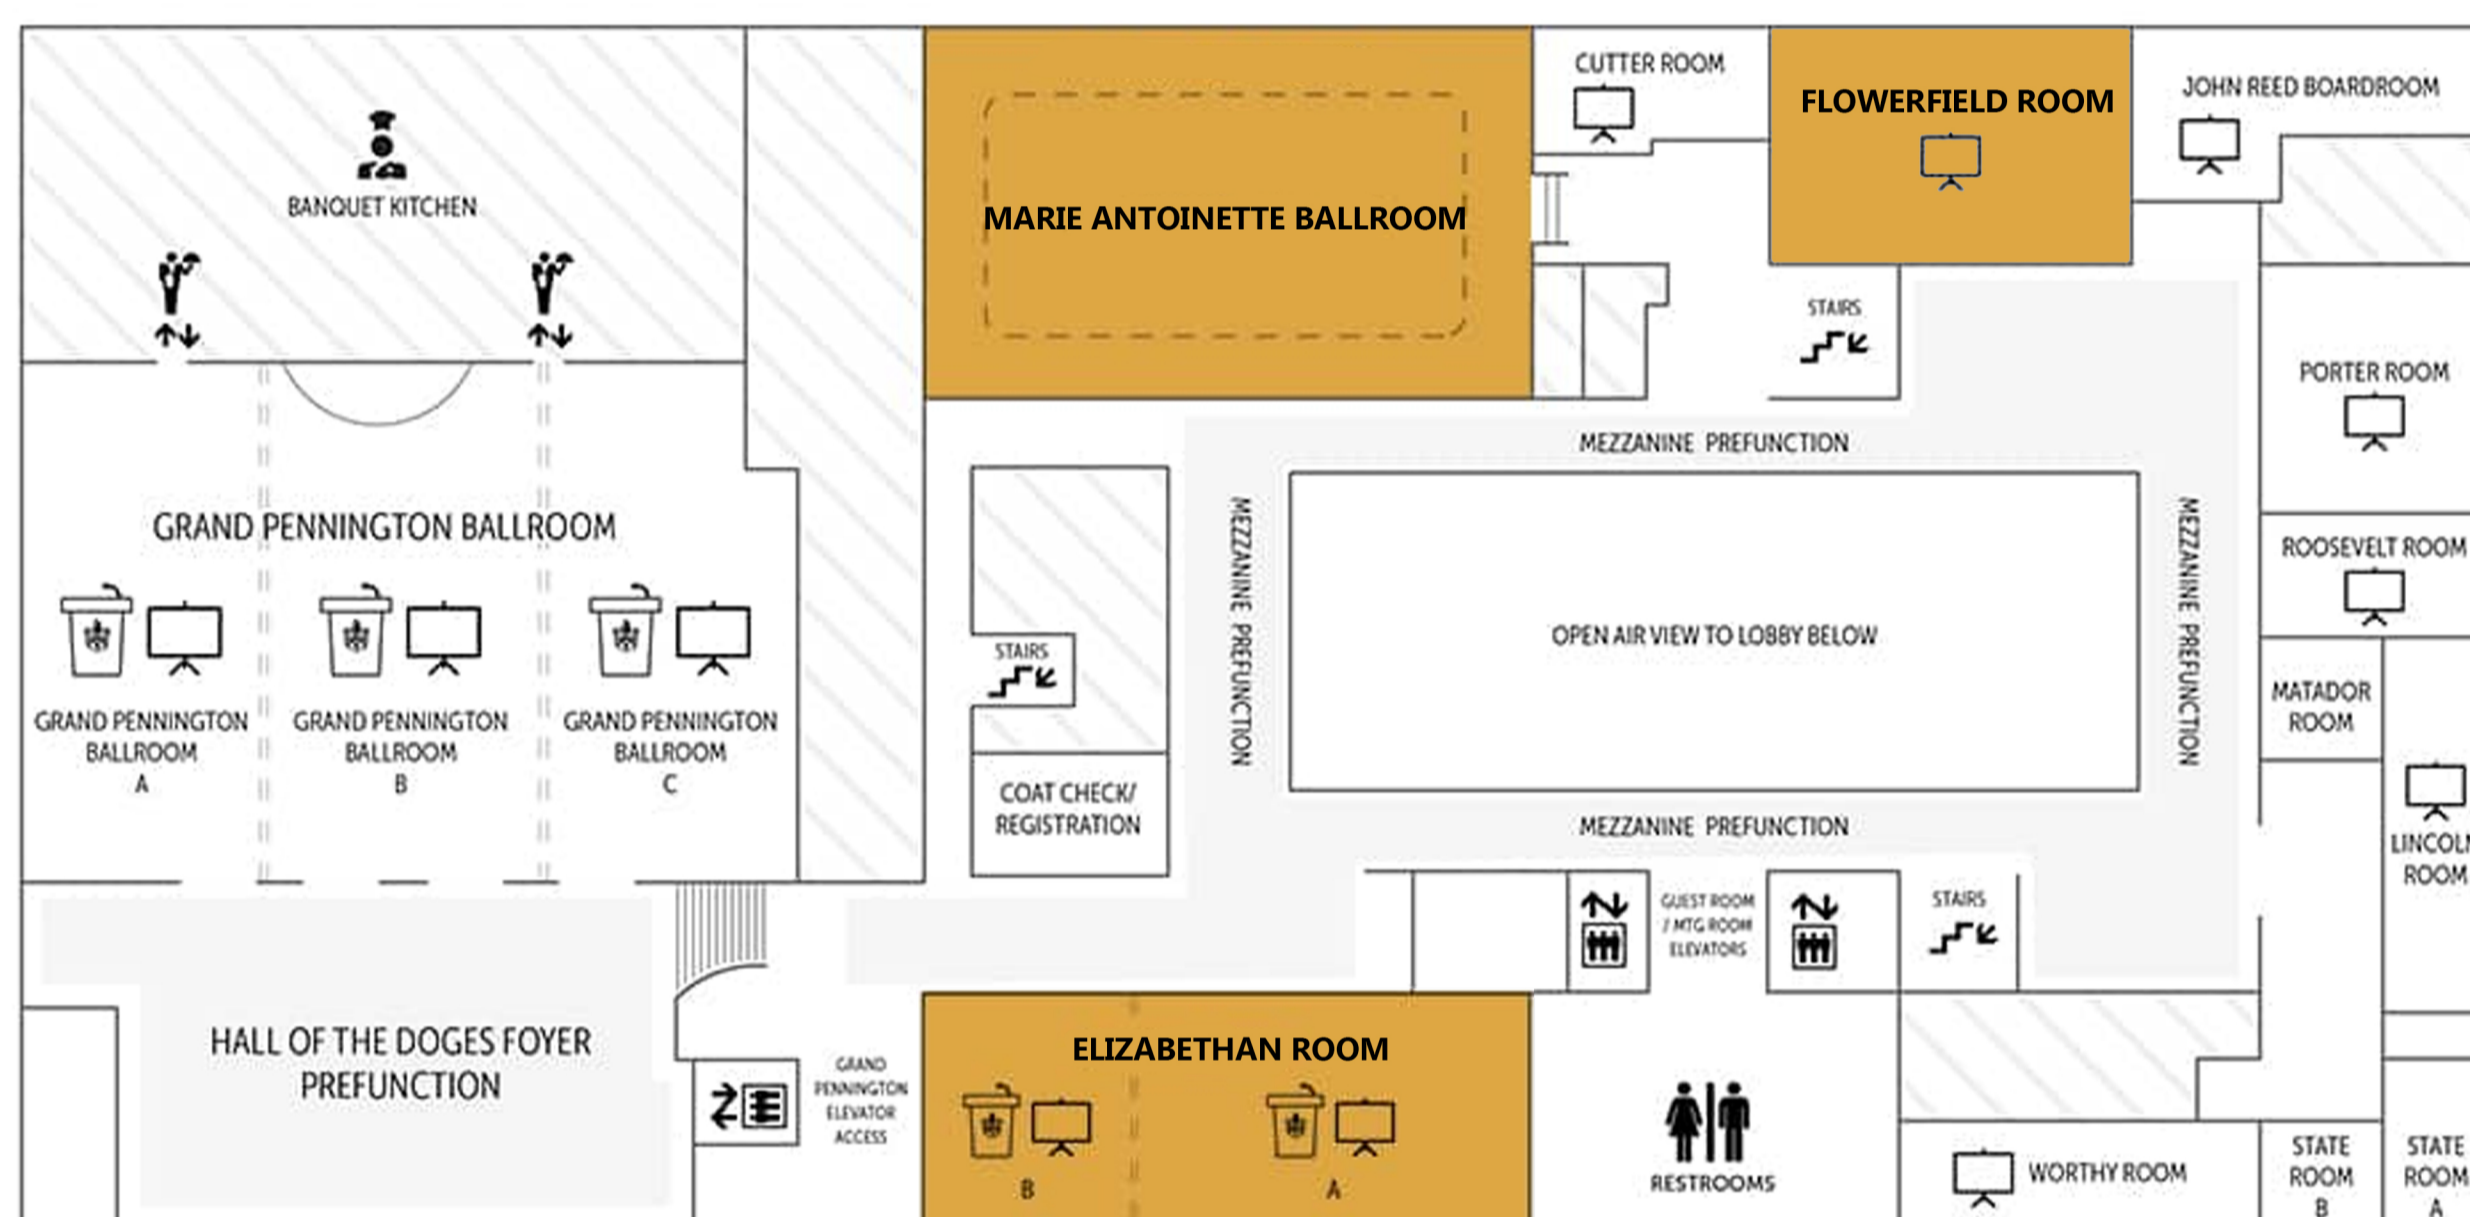 CUTTER ROOM
FLOWERFIELD ROOM
JOHN REED BOARDROOM
BANQUET KITCHEN
MARIE ANTOINETTE BALLROOM
STAIRS
PORTER ROOM
MEZZANINE PREFUNCTION
GRAND PENNINGTON BALLROOM
MEZZANINE PREFUNCTION
MEZZANINE PREFUNCTION
ROOSEVELT ROOM
OPEN AIR VIEW TO LOBBY BELOW
STAIRS
MATADOR
ROOM
GRAND PENNINGTON
BALLROOM
A
GRAND PENNINGTON
BALLROOM
B
GRAND PENNINGTON
BALLROOM
C
COAT CHECK/
REGISTRATION
MEZZANINE PREFUNCTION
LINCOLN
ROOM
GUEST ROOM
/ MTG ROOM
ELEVATORS
STAIRS
HALL OF THE DOGES FOYER
PREFUNCTION
GRAND
PENNINGTON
ELEVATOR
ACCESS
ELIZABETHAN ROOM
B
A
RESTROOMS
WORTHY ROOM
STATE
ROOM
B
STATE
ROOM
A